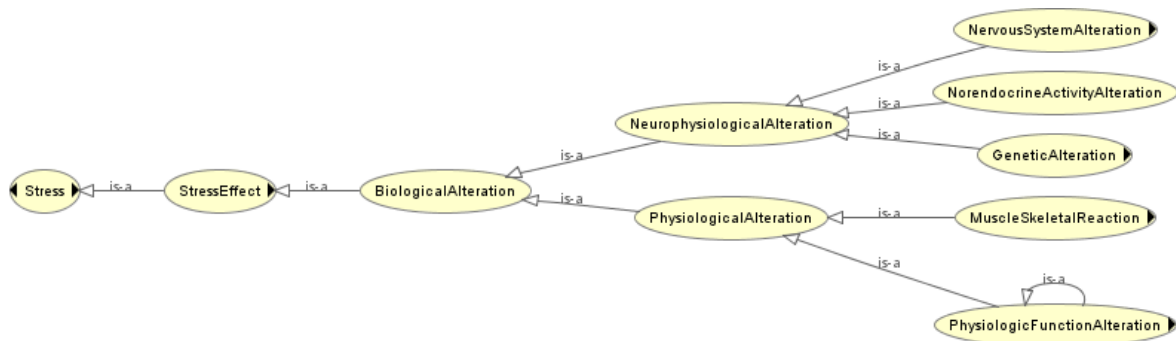 NervousSystemAlteration
is-a
NorendocrineActivityAlteration
is-a
NeurophysiologicalAlteration
is-a
GeneticAlteration
is-a
Stress
is-a
StressEffect
is-a
BiologicalAlteration
is-a
PhysiologicalAlteration
is-a
MuscleSkeletalReaction
is-a
is-a
PhysiologicFunctionAlteration